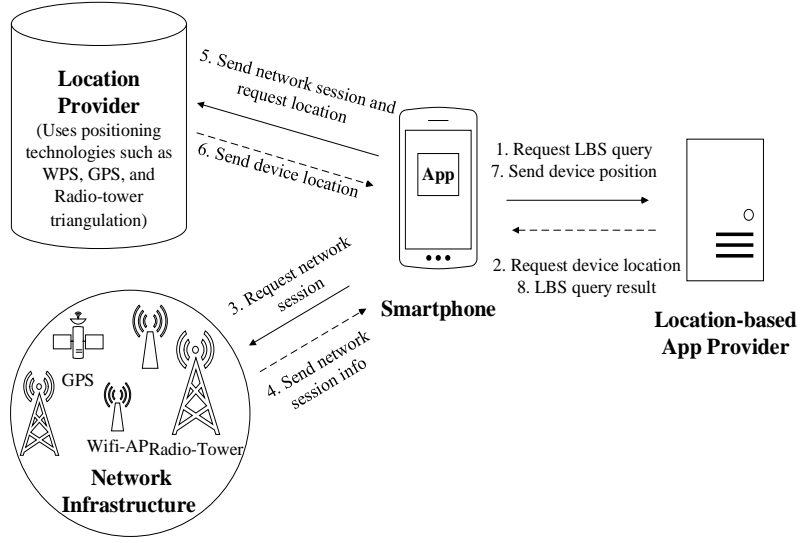 Location
Provider
(Uses positioning
technologies such as
WPS, GPS, and
Radio-tower
triangulation)
5. Send network session and
request location
6. Send device location
App
1. Request LBS query
7. Send device position
2. Request device location
8. LBS query result
Smartphone
Location-based
App Provider
3. Request network
session
4. Send network
session info
GPS
Wifi-AP
Radio-Tower
Network
Infrastructure